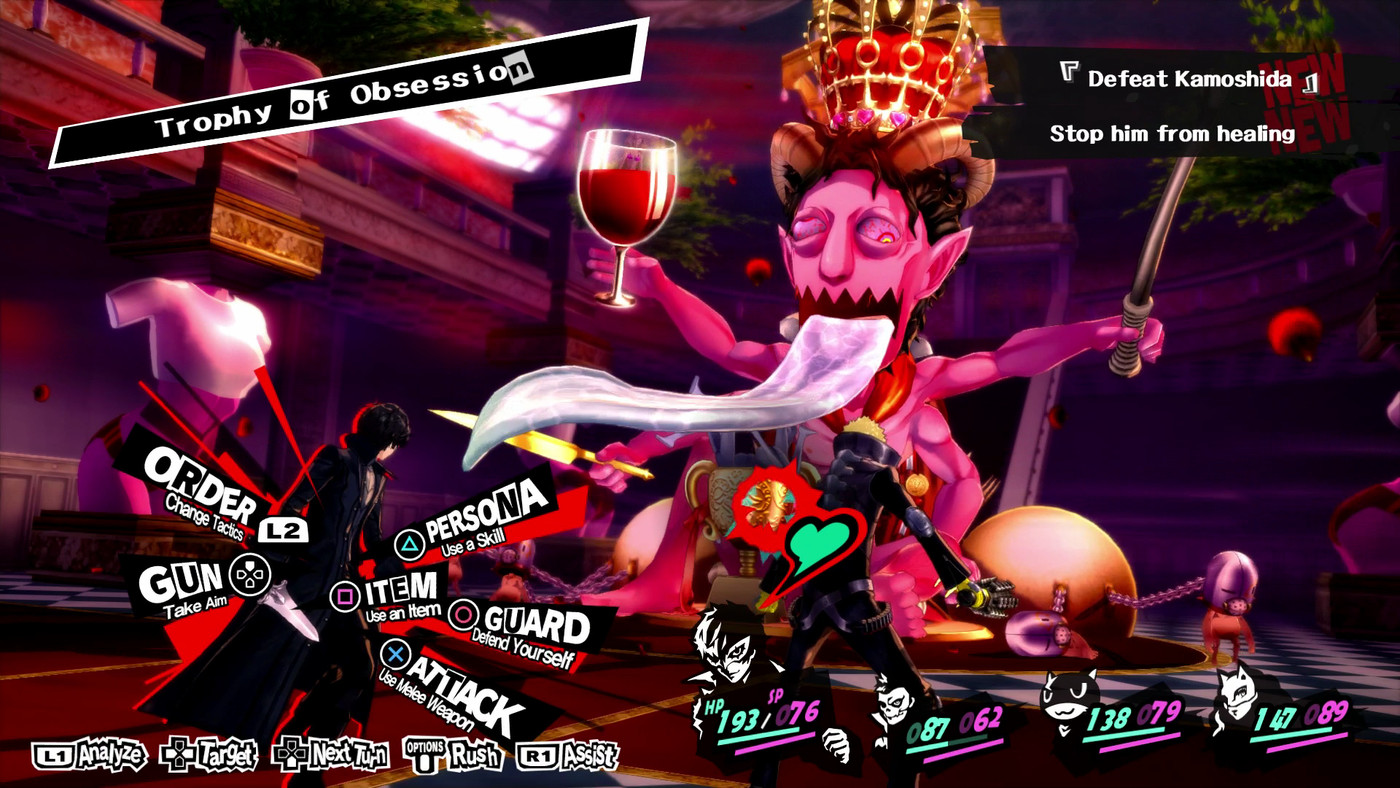 Trophy of Obsession
『 Defeat Kamoshida 』
Stop him from healing
NEW
NEW
ORDER
Change Tactics
L2
PERSONA
Use a Skill
GUN
Take Aim
ITEM
Use an Item
GUARD
Defend Yourself
ATTACK
Use Melee Weapon
HP 193 / SP 076
087 062
138 079
147 089
L1 Analyze Target Next Turn OPTIONS Rush R1 Assist